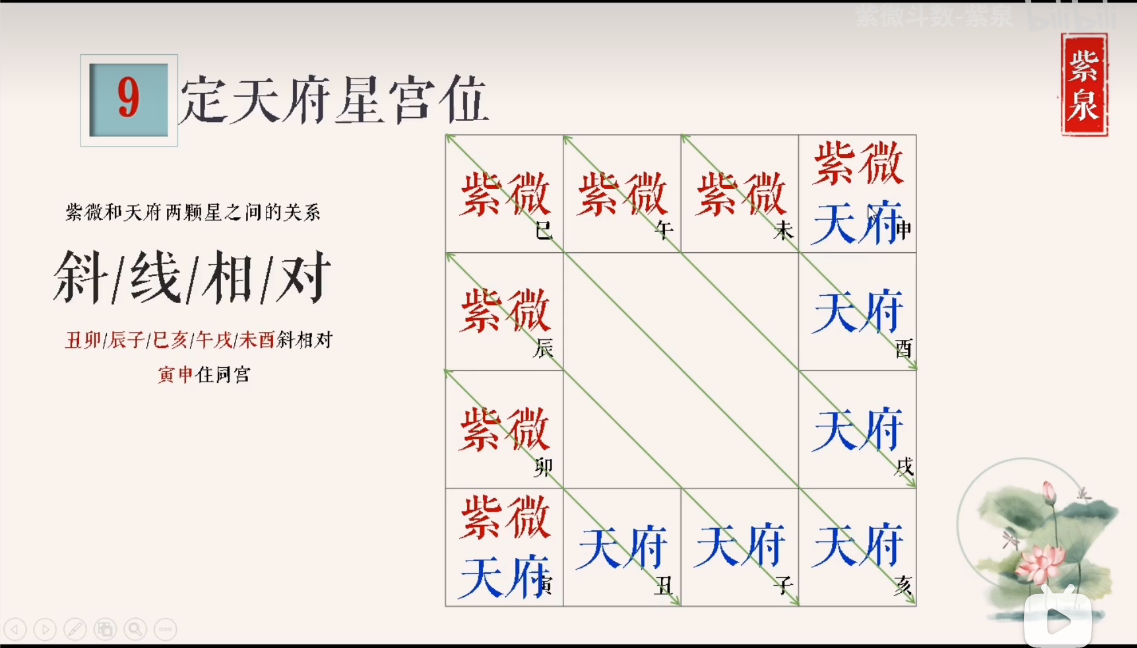 紫微斗数-紫泉 bilibili
紫泉
9 定天府星宫位
紫微和天府两颗星之间的关系
斜/线/相/对
丑卯/辰子/巳亥/午戌/未酉斜相对
寅申住同宫
紫微 巳
紫微 午
紫微 未
紫微
天府 申
紫微 辰
天府 酉
紫微 卯
天府 戌
紫微
天府 寅
天府 丑
天府 子
天府 亥